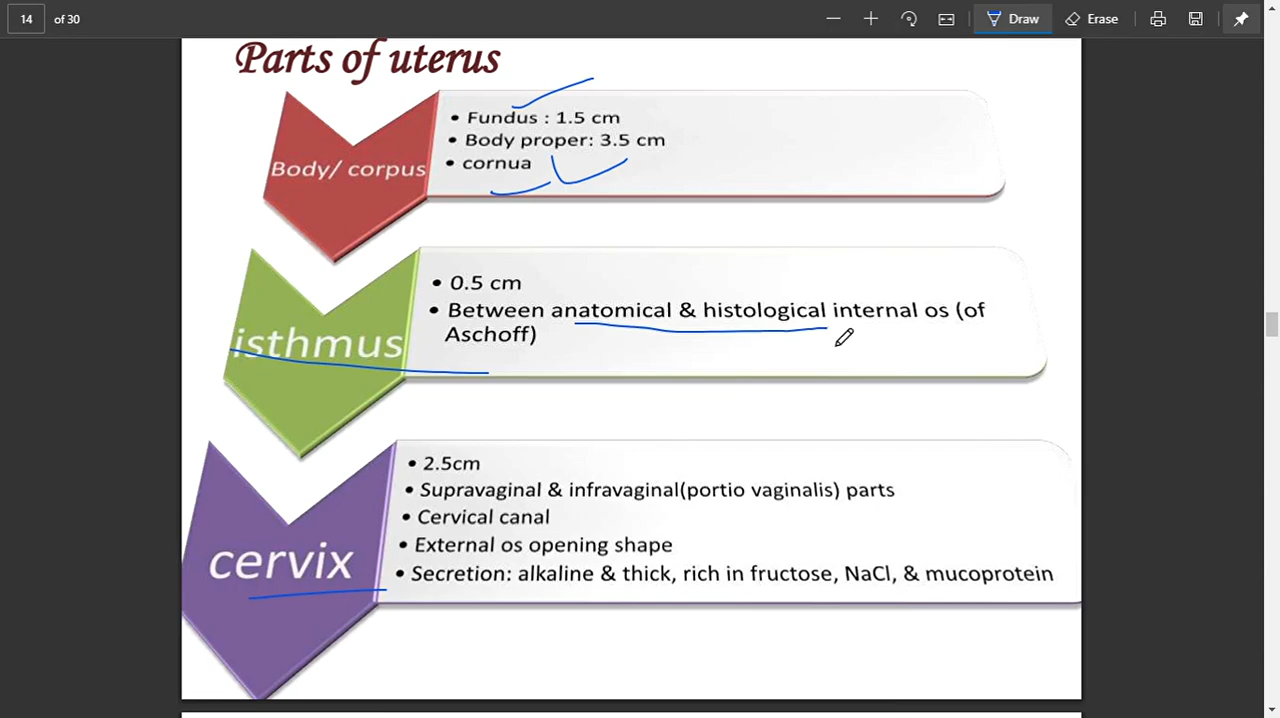 14 of 30
Draw
Erase
Parts of uterus
Body/ corpus
• Fundus : 1.5 cm
• Body proper: 3.5 cm
• cornua
isthmus
• 0.5 cm
• Between anatomical & histological internal os (of
Aschoff)
cervix
• 2.5cm
• Supravaginal & infravaginal(portio vaginalis) parts
• Cervical canal
• External os opening shape
• Secretion: alkaline & thick, rich in fructose, NaCl, & mucoprotein